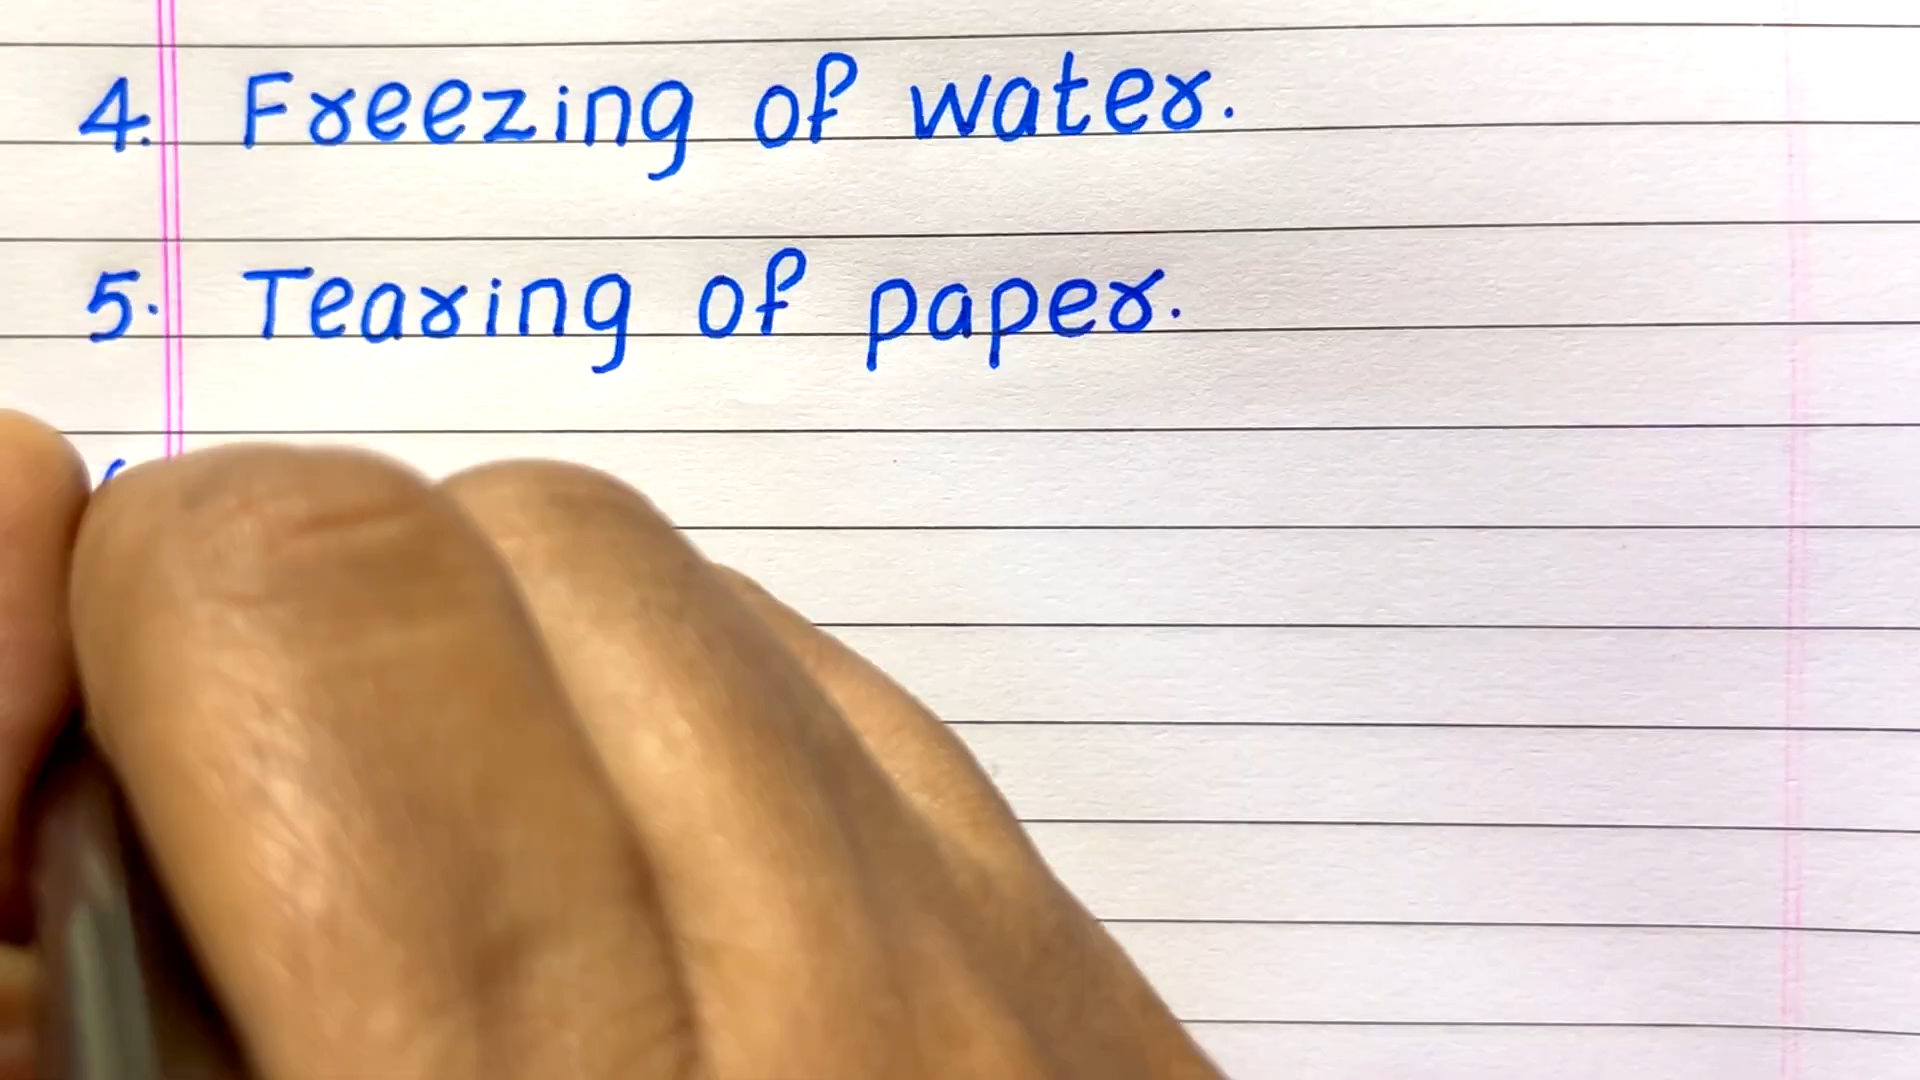 4. Freezing of water.
5. Tearing of paper.